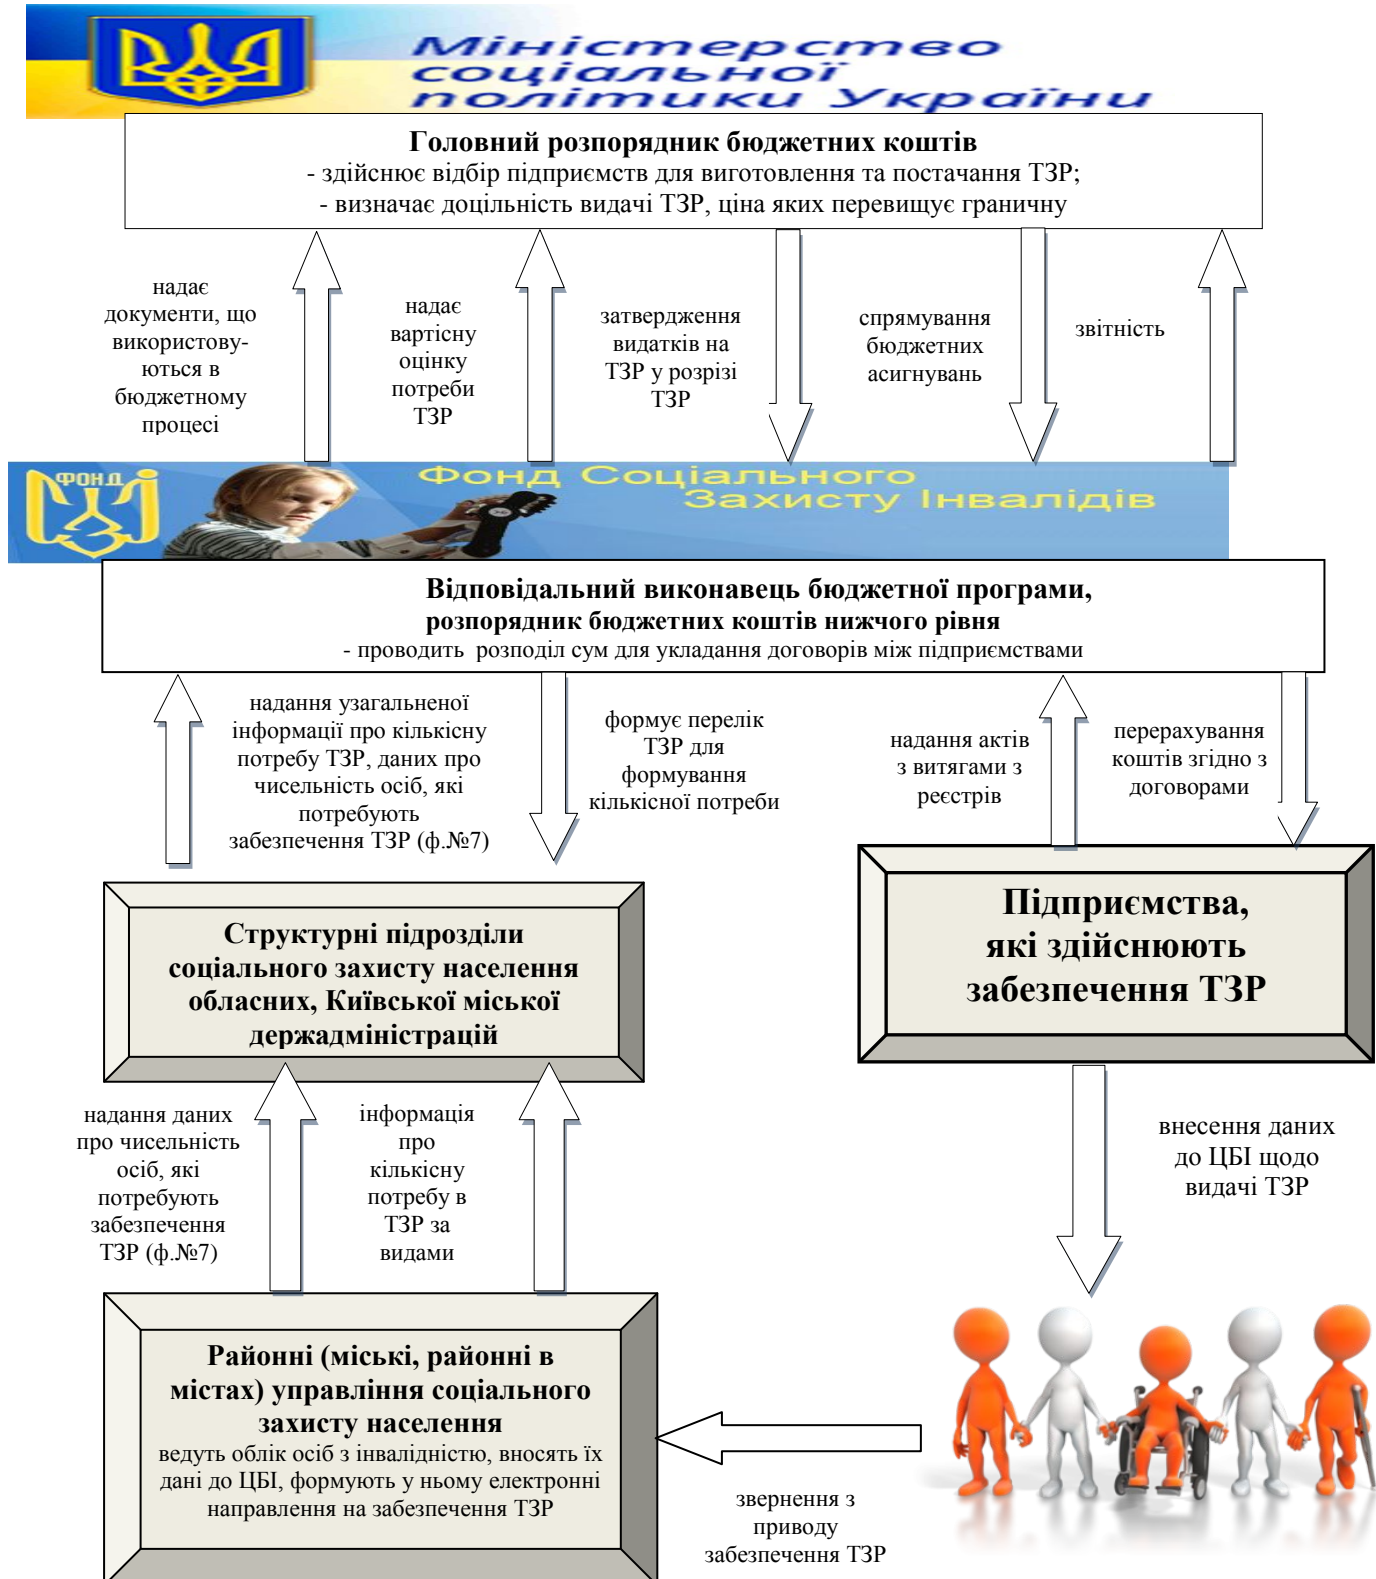 Міністерство
соціальної
політики України
Головний розпорядник бюджетних коштів
- здійснює відбір підприємств для виготовлення та постачання ТЗР;
- визначає доцільність видачі ТЗР, ціна яких перевищує граничну
надає
документи, що
використову-
ються в
бюджетному
процесі
надає
вартісну
оцінку
потреби
ТЗР
затвердження
видатків на
ТЗР у розрізі
ТЗР
спрямування
бюджетних
асигнувань
звітність
ФОНД
Фонд Соціального
Захисту Інвалідів
Відповідальний виконавець бюджетної програми,
розпорядник бюджетних коштів нижчого рівня
- проводить розподіл сум для укладання договорів між підприємствами
надання узагальненої
інформації про кількісну
потребу ТЗР, даних про
чисельність осіб, які
потребують
забезпечення ТЗР (ф.№7)
формує перелік
ТЗР для
формування
кількісної потреби
надання актів
з витягами з
реєстрів
перерахування
коштів згідно з
договорами
Структурні підрозділи
соціального захисту населення
обласних, Київської міської
держадміністрацій
Підприємства,
які здійснюють
забезпечення ТЗР
надання даних
про чисельність
осіб, які
потребують
забезпечення
ТЗР (ф.№7)
інформація
про
кількісну
потребу в
ТЗР за
видами
внесення даних
до ЦБІ щодо
видачі ТЗР
Районні (міські, районні в
містах) управління соціального
захисту населення
ведуть облік осіб з інвалідністю, вносять їх
дані до ЦБІ, формують у ньому електронні
направлення на забезпечення ТЗР
звернення з
приводу
забезпечення ТЗР